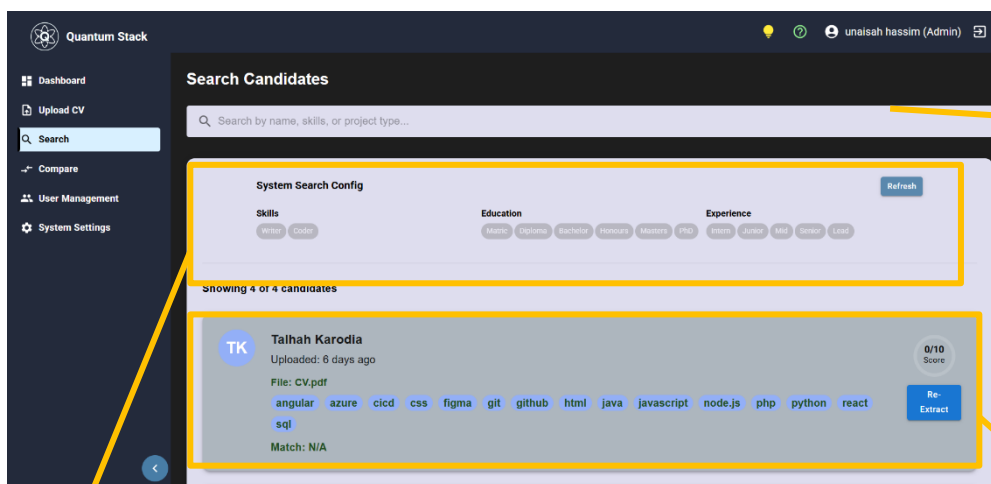 Quantum Stack
unaisah hassim (Admin)
Dashboard
Upload CV
Search
Compare
User Management
System Settings
Search Candidates
Search by name, skills, or project type...
System Search Config
Refresh
Skills
Writer Coder
Education
Matric Diploma Bachelor Honours Masters PhD
Experience
Intern Junior Mid Senior Lead
Showing 4 of 4 candidates
TK
Talhah Karodia
Uploaded: 6 days ago
File: CV.pdf
angular azure cicd css figma git github html java javascript node.js php python react
sql
Match: N/A
0/10
Score
Re-
Extract